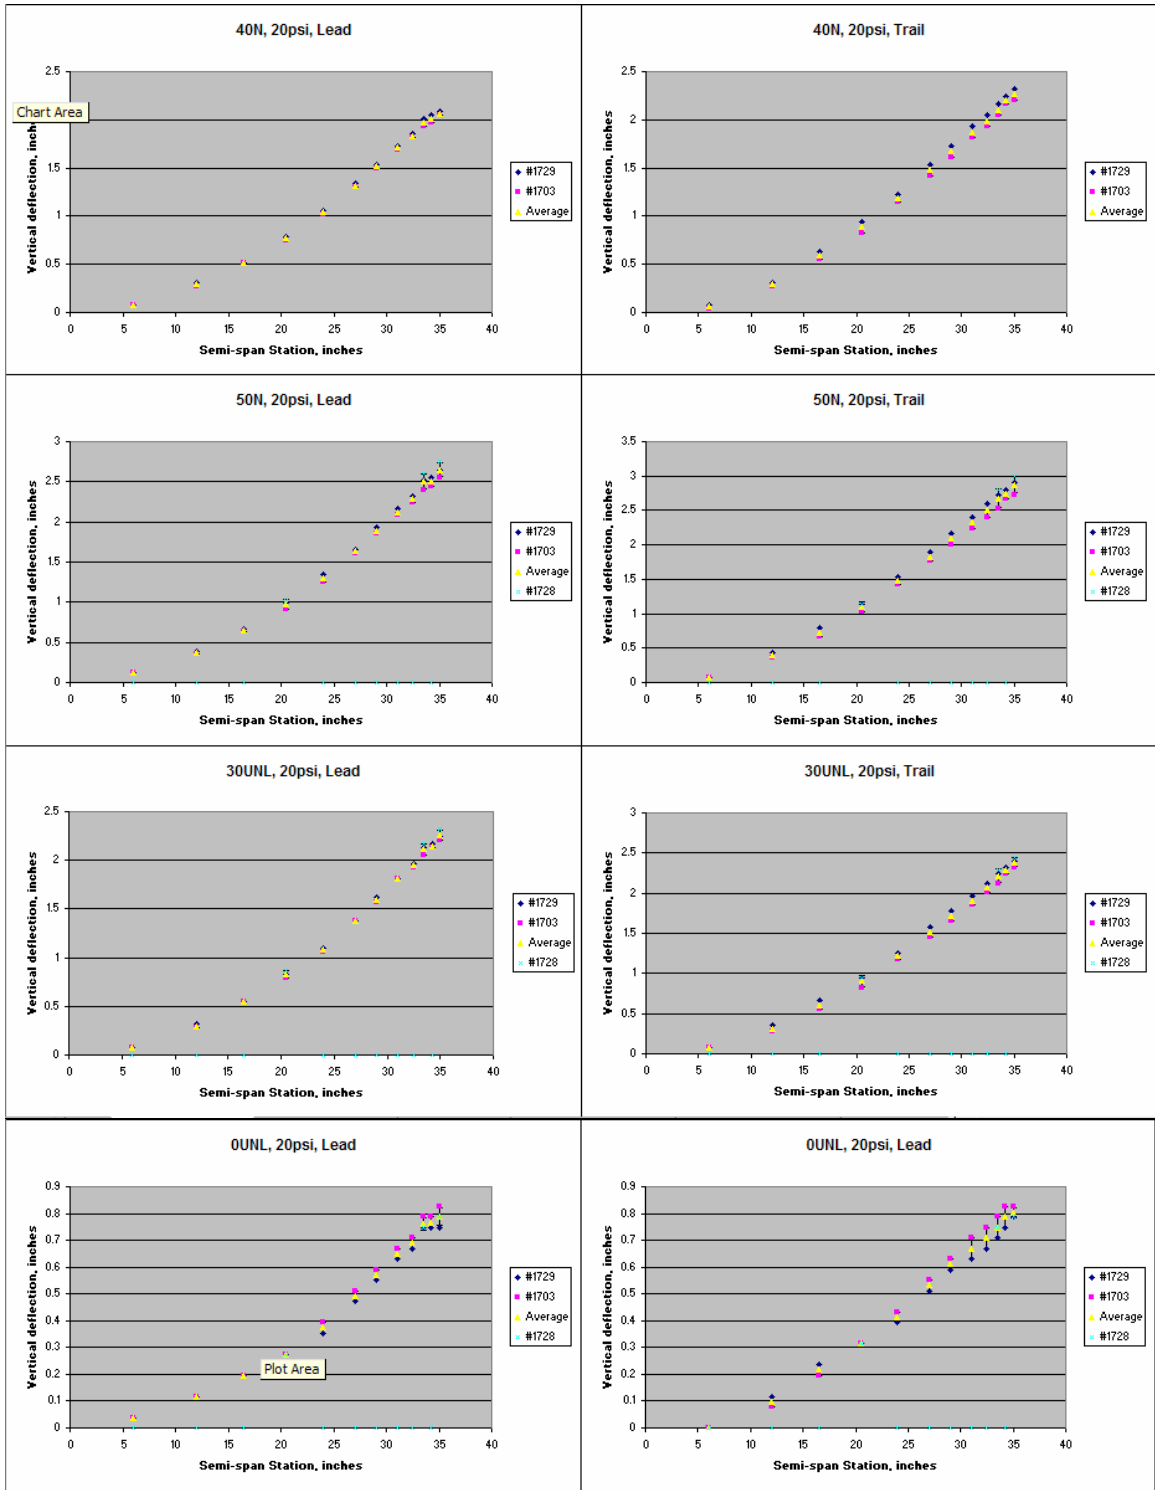 40N, 20psi, Lead
2.5
2
1.5
1
0.5
0
0 5 10 15 20 25 30 35 40
Vertical deflection, inches
Semi-span Station, inches
Chart Area
#1729
#1703
Average
40N, 20psi, Trail
2.5
2
1.5
1
0.5
0
0 5 10 15 20 25 30 35 40
Vertical deflection, inches
Semi-span Station, inches
#1729
#1703
Average
50N, 20psi, Lead
3
2.5
2
1.5
1
0.5
0
0 5 10 15 20 25 30 35 40
Vertical deflection, inches
Semi-span Station, inches
#1729
#1703
Average
#1728
50N, 20psi, Trail
3.5
3
2.5
2
1.5
1
0.5
0
0 5 10 15 20 25 30 35 40
Vertical deflection, inches
Semi-span Station, inches
#1729
#1703
Average
#1728
30UNL, 20psi, Lead
2.5
2
1.5
1
0.5
0
0 5 10 15 20 25 30 35 40
Vertical deflection, inches
Semi-span Station, inches
#1729
#1703
Average
#1728
30UNL, 20psi, Trail
3
2.5
2
1.5
1
0.5
0
0 5 10 15 20 25 30 35 40
Vertical deflection, inches
Semi-span Station, inches
#1729
#1703
Average
#1728
0UNL, 20psi, Lead
0.9
0.8
0.7
0.6
0.5
0.4
0.3
0.2
0.1
0
0 5 10 15 20 25 30 35 40
Vertical deflection, inches
Semi-span Station, inches
Plot Area
#1729
#1703
Average
#1728
0UNL, 20psi, Lead
0.9
0.8
0.7
0.6
0.5
0.4
0.3
0.2
0.1
0
0 5 10 15 20 25 30 35 40
Vertical deflection, inches
Semi-span Station, inches
#1729
#1703
Average
#1728